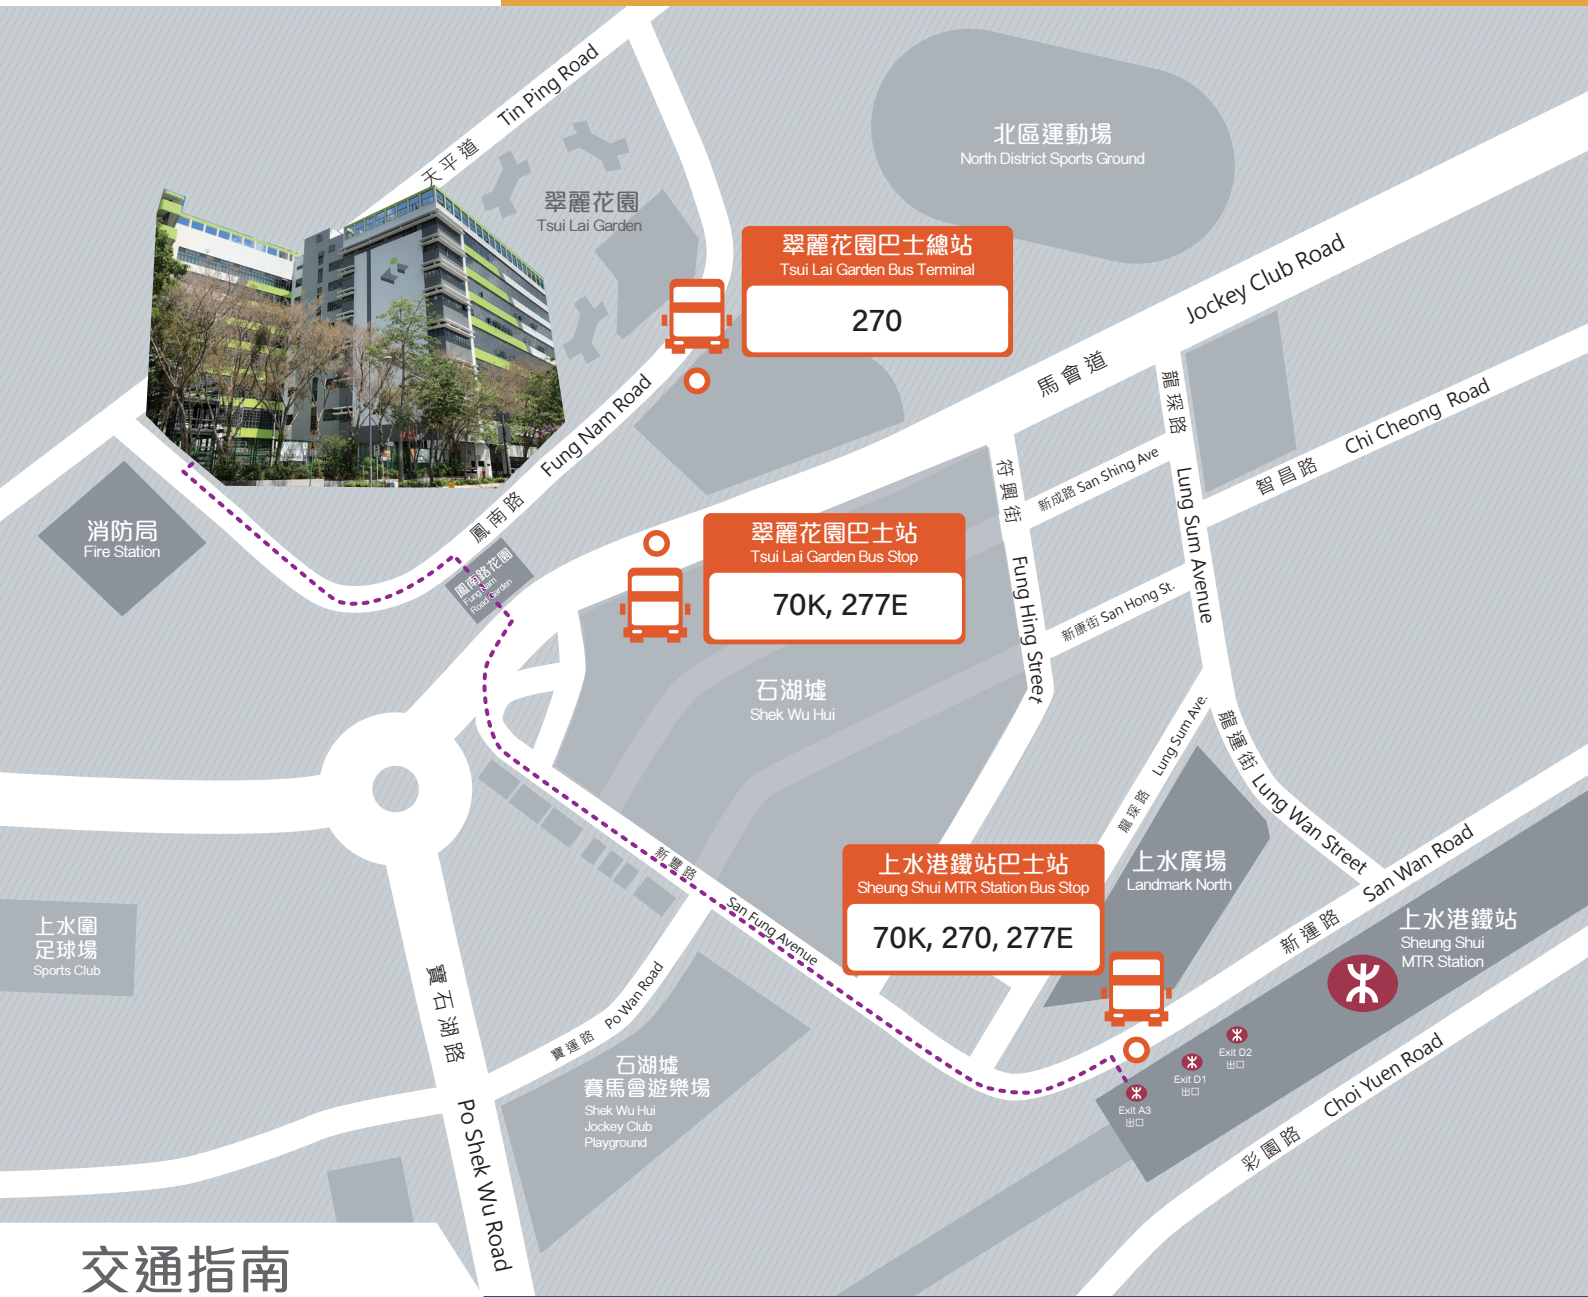 天平道 Tin Ping Road
北區運動場
North District Sports Ground
翠麗花園
Tsui Lai Garden
翠麗花園巴士總站
Tsui Lai Garden Bus Terminal
270
馬會道 Jockey Club Road
龍琛路 Lung Sum Avenue
智昌路 Chi Cheong Road
鳳南路 Fung Nam Road
符興街 Fung Hing Street
新成路 San Shing Ave
消防局
Fire Station
翠麗花園巴士站
Tsui Lai Garden Bus Stop
70K, 277E
鳳南路花園
Fung Nam
Road Garden
新康街 San Hong St.
石湖墟
Shek Wu Hui
龍琛路 Lung Sum Ave.
龍運街 Lung Wan Street
新豐路 San Fung Avenue
上水港鐵站巴士站
Sheung Shui MTR Station Bus Stop
70K, 270, 277E
上水廣場
Landmark North
新運路 San Wan Road
上水港鐵站
Sheung Shui
MTR Station
上水圍
足球場
Sports Club
寶石湖路 Po Shek Wu Road
寶運路 Po Wan Road
石湖墟
賽馬會遊樂場
Shek Wu Hui
Jockey Club
Playground
Exit D2
出口
Exit D1
出口
Exit A3
出口
彩園路 Choi Yuen Road
交通指南